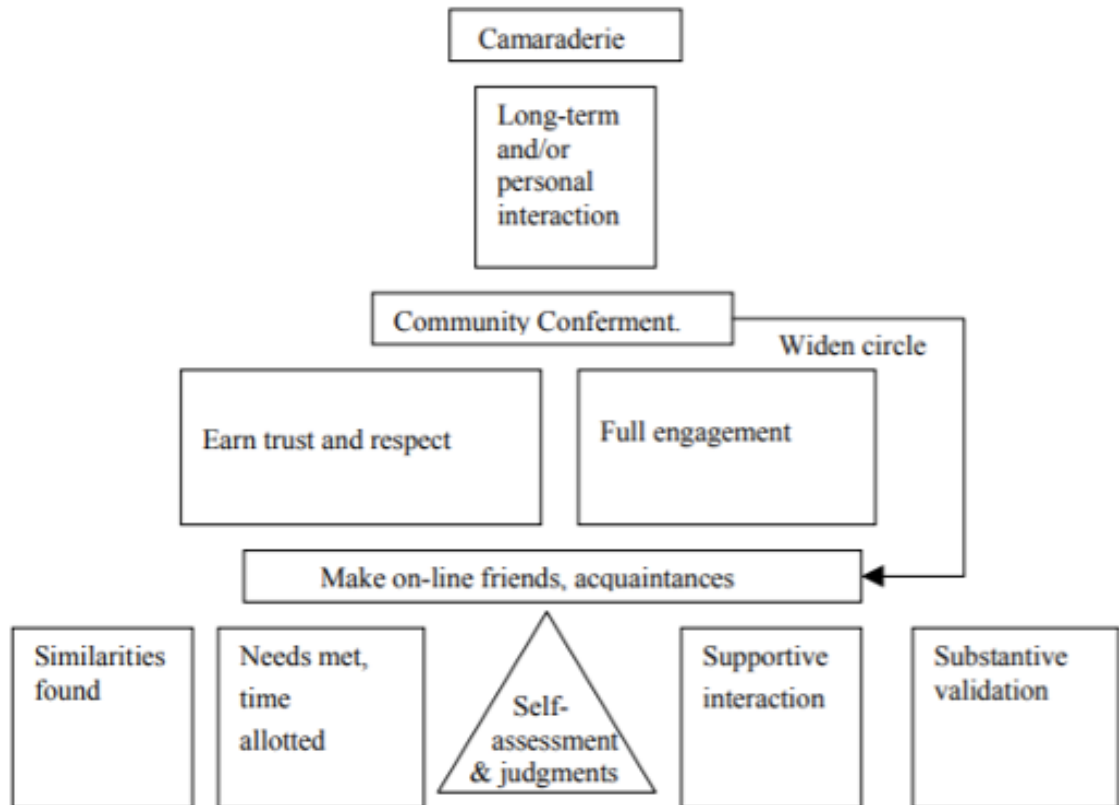 Camaraderie
Long-term
and/or
personal
interaction
Community Conferment.
Widen circle
Earn trust and respect
Full engagement
Make on-line friends, acquaintances
Similarities
found
Needs met,
time
allotted
Self-
assessment
& judgments
Supportive
interaction
Substantive
validation